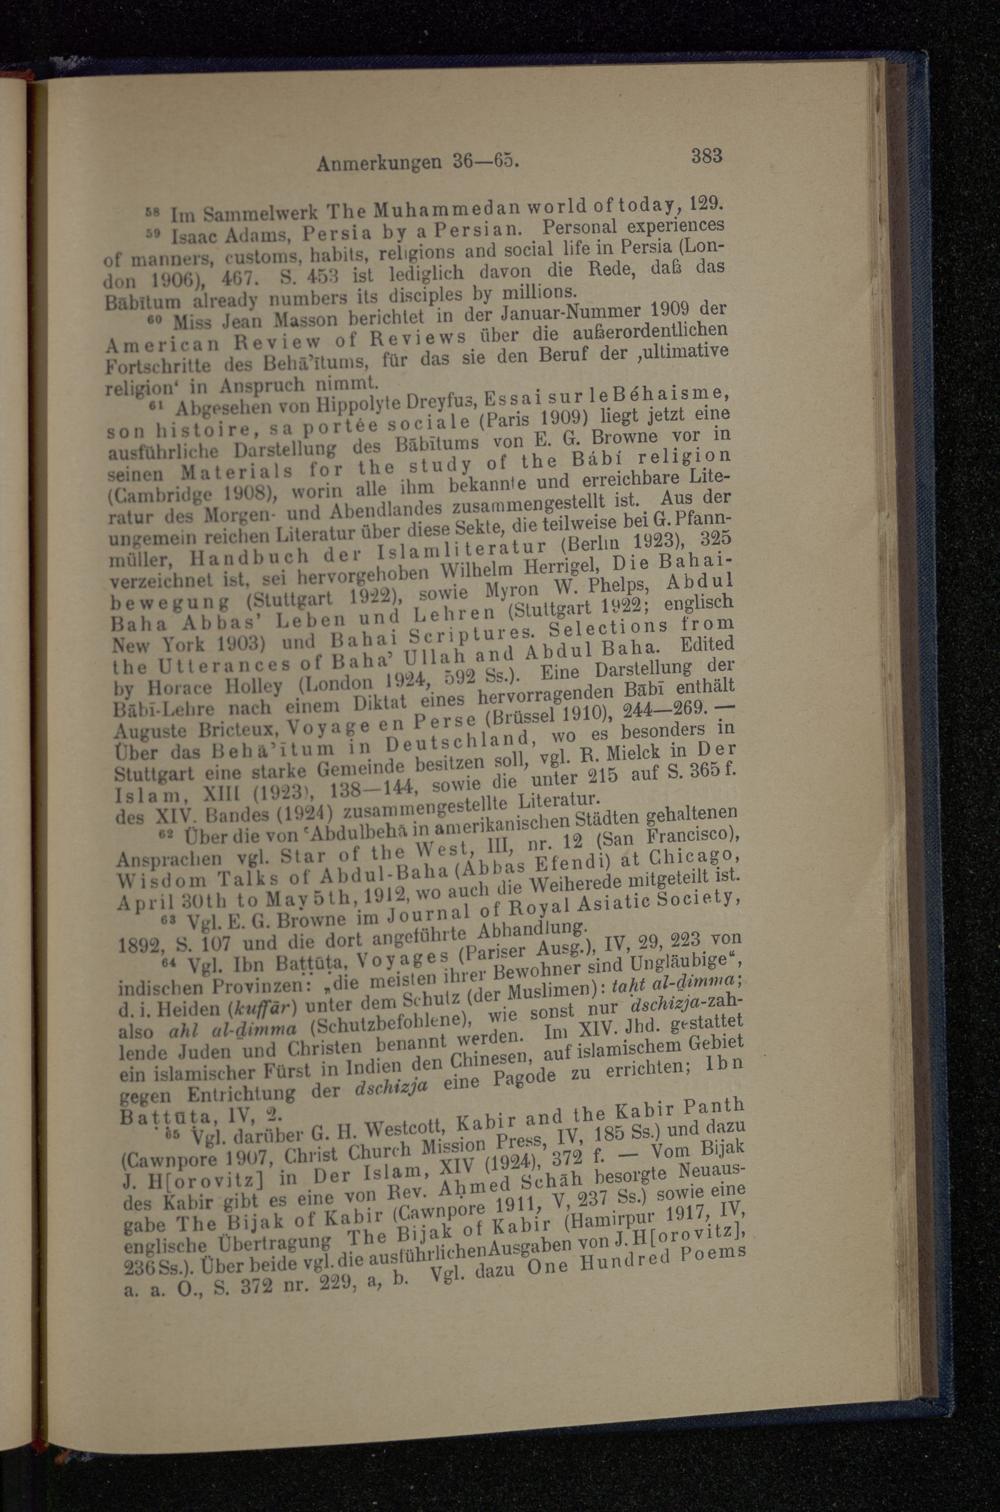 Anmerkungen 36—65. 383
⁵⁸ Im Sammelwerk The Muhammedan world of today, 129.
⁵⁹ Isaac Adams, Persia by a Persian. Personal experiences
of manners, customs, habits, religions and social life in Persia (Lon-
don 1906), 467. S. 453 ist lediglich davon die Rede, daß das
Bābītum already numbers its disciples by millions.
⁶⁰ Miss Jean Masson berichtet in der Januar-Nummer 1909 der
American Review of Reviews über die außerordentlichen
Fortschritte des Behā’ītums, für das sie den Beruf der ‚ultimative
religion‘ in Anspruch nimmt.
⁶¹ Abgesehen von Hippolyte Dreyfus, Essai sur le Béhaisme,
son histoire, sa portée sociale (Paris 1909) liegt jetzt eine
ausführliche Darstellung des Bābītums von E. G. Browne vor in
seinen Materials for the study of the Bábí religion
(Cambridge 1908), worin alle ihm bekannte und erreichbare Lite-
ratur des Morgen- und Abendlandes zusammengestellt ist. Aus der
ungemein reichen Literatur über diese Sekte, die teilweise bei G. Pfann-
müller, Handbuch der Islamliteratur (Berlin 1923), 325
verzeichnet ist, sei hervorgehoben Wilhelm Herrigel, Die Bahai-
bewegung (Stuttgart 1922), sowie Myron W. Phelps, Abdul
Baha Abbas’ Leben und Lehren (Stuttgart 1922; englisch
New York 1903) und Bahai Scriptures. Selections from
the Utterances of Baha’ Ullah and Abdul Baha. Edited
by Horace Holley (London 1924, 592 Ss.). Eine Darstellung der
Bābī-Lehre nach einem Diktat eines hervorragenden Bābī enthält
Auguste Bricteux, Voyage en Perse (Brüssel 1910), 244—269. —
Über das Behā’ītum in Deutschland, wo es besonders in
Stuttgart eine starke Gemeinde besitzen soll, vgl. R. Mielck in Der
Islam, XIII (1923), 138—144, sowie die unter 215 auf S. 365 f.
des XIV. Bandes (1924) zusammengestellte Literatur.
⁶² Über die von ʿAbdulbehā in amerikanischen Städten gehaltenen
Ansprachen vgl. Star of the West, III, nr. 12 (San Francisco),
Wisdom Talks of Abdul-Baha (Abbas Efendi) at Chicago,
April 30th to May 5th, 1912, wo auch die Weiherede mitgeteilt ist.
⁶³ Vgl. E. G. Browne im Journal of Royal Asiatic Society,
1892, S. 107 und die dort angeführte Abhandlung.
⁶⁴ Vgl. Ibn Baṭṭūṭa, Voyages (Pariser Ausg.), IV, 29, 223 von
indischen Provinzen: „die meisten ihrer Bewohner sind Ungläubige“,
d. i. Heiden (kuffār) unter dem Schutz (der Muslimen): taht al-ḏimma;
also ahl al-ḏimma (Schutzbefohlene), wie sonst nur dschizja-zah-
lende Juden und Christen benannt werden. Im XIV. Jhd. gestattet
ein islamischer Fürst in Indien den Chinesen, auf islamischem Gebiet
gegen Entrichtung der dschizja eine Pagode zu errichten; Ibn
Baṭṭūṭa, IV, 2.
⁶⁵ Vgl. darüber G. H. Westcott, Kabir and the Kabir Panth
(Cawnpore 1907, Christ Church Mission Press, IV, 185 Ss.) und dazu
J. H[orovitz] in Der Islam, XIV (1924), 372 f. — Vom Bijak
des Kabir gibt es eine von Rev. Aḥmed Schāh besorgte Neuaus-
gabe The Bijak of Kabir (Cawnpore 1911, V, 237 Ss.) sowie eine
englische Übertragung The Bijak of Kabir (Hamirpur 1917, IV,
236 Ss.). Über beide vgl. die ausführlichen Ausgaben von J. H[orovitz],
a. a. O., S. 372 nr. 229, a, b. Vgl. dazu One Hundred Poems